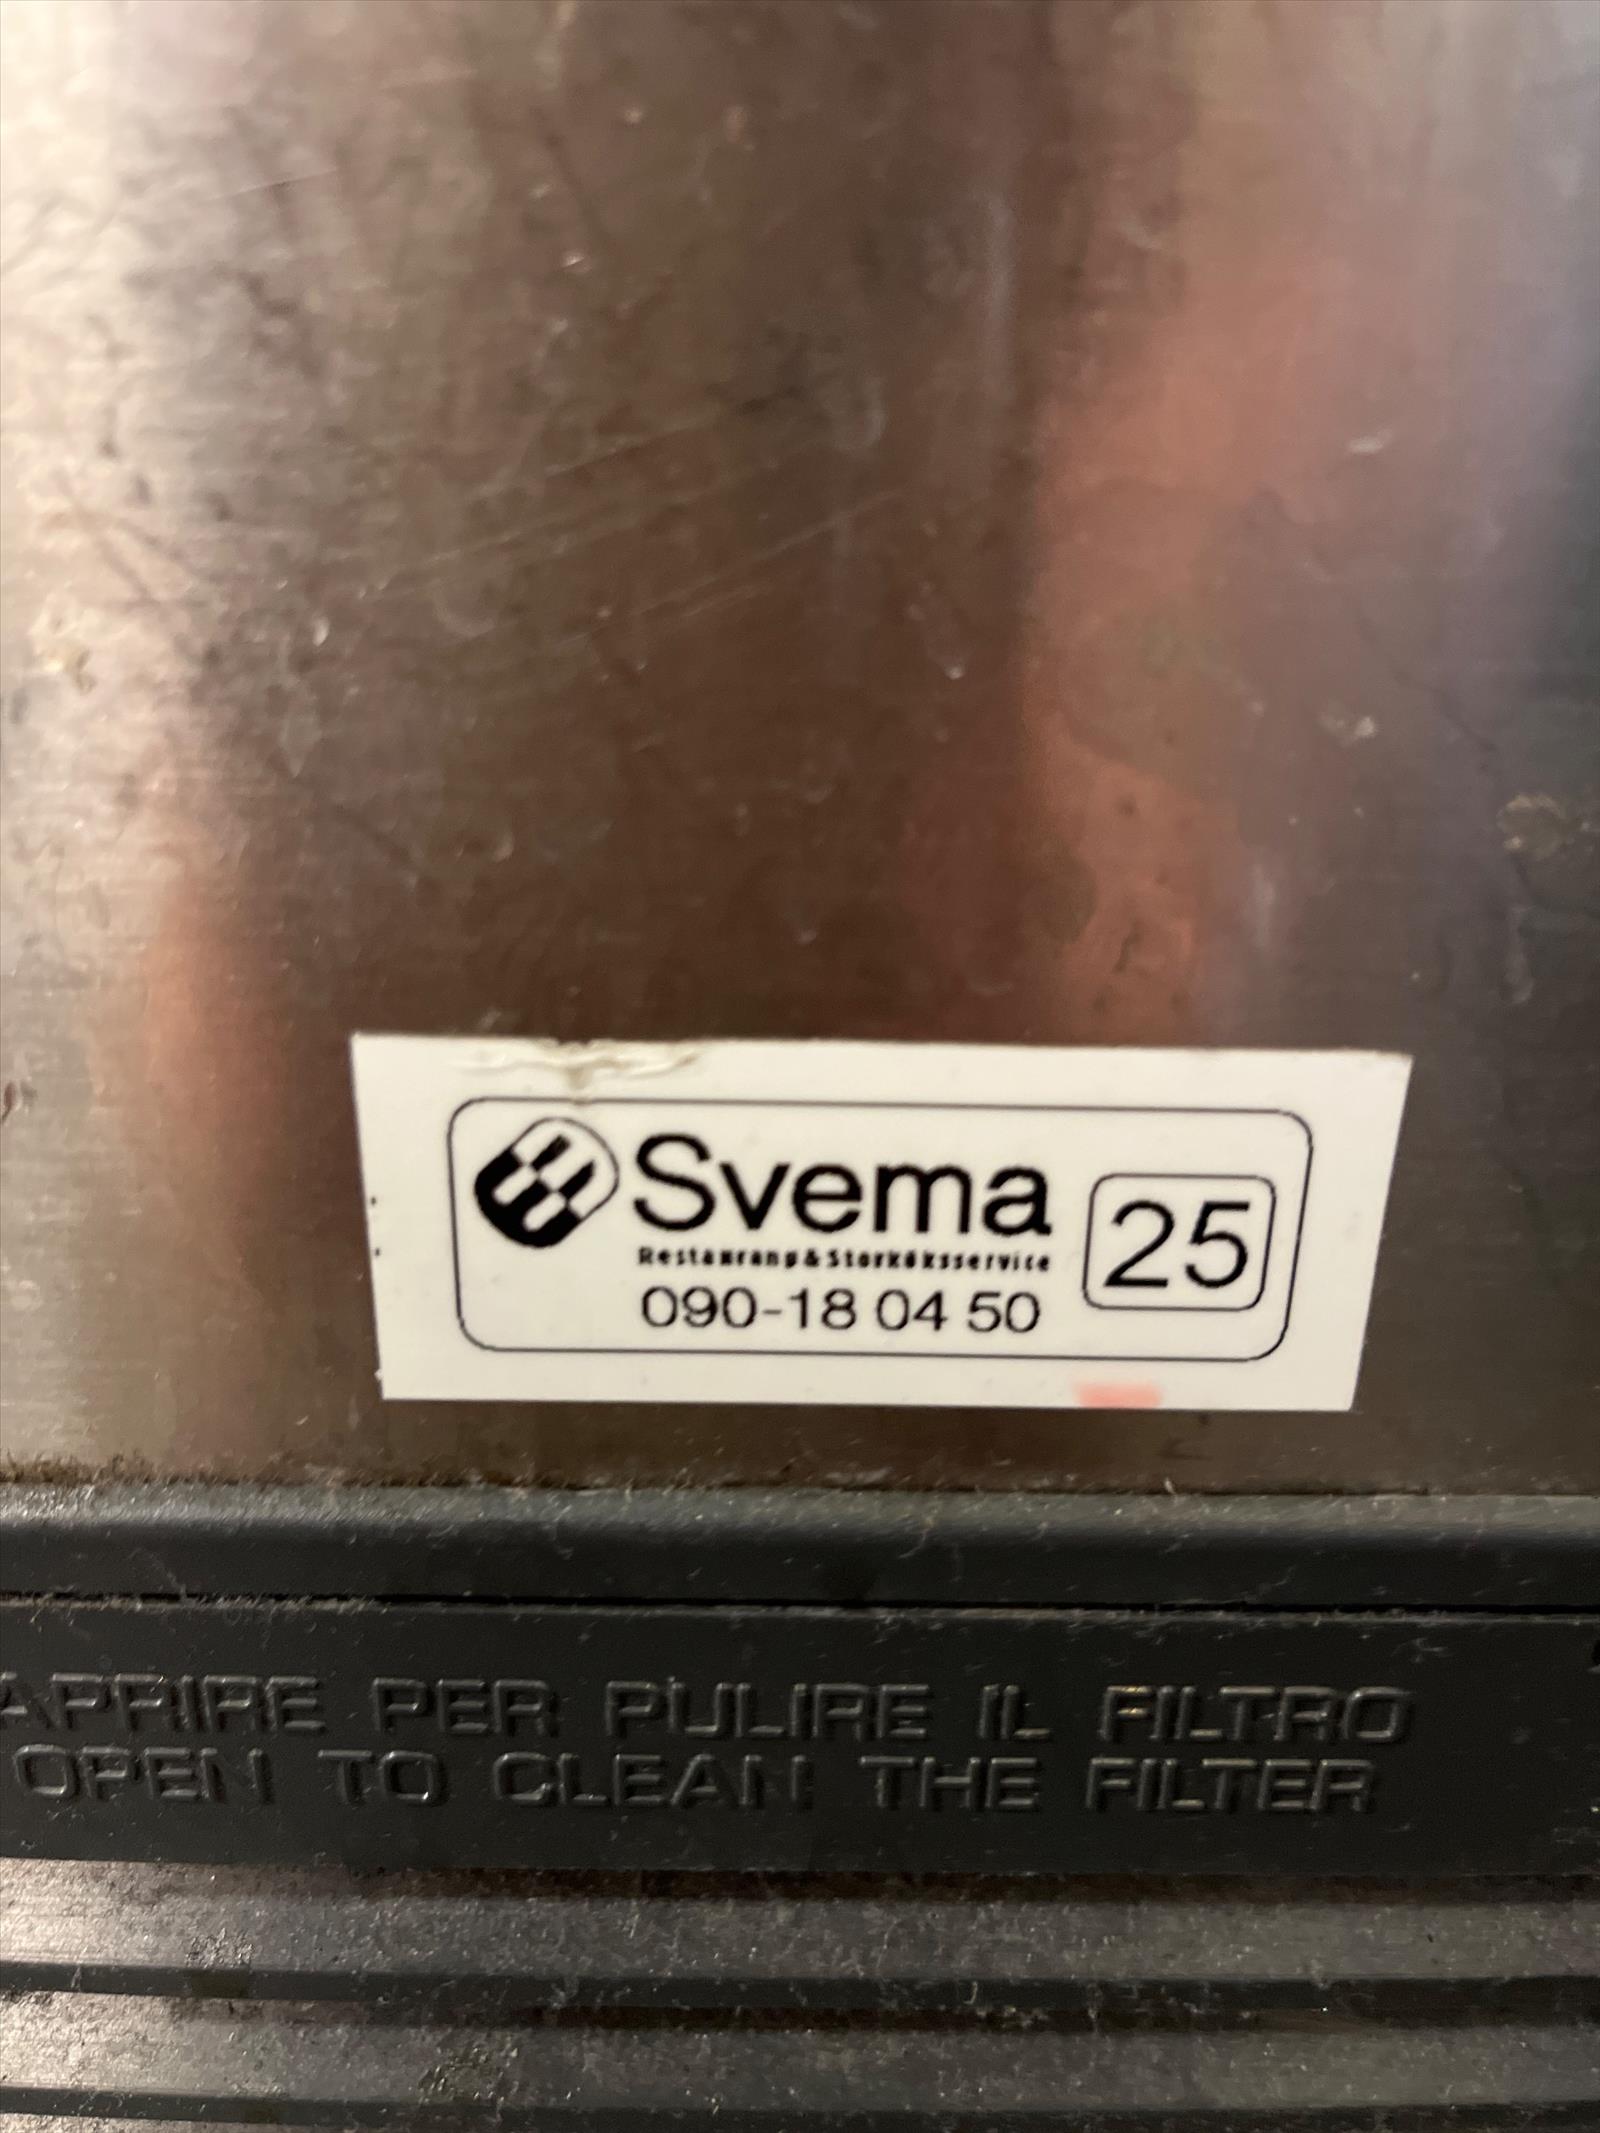 Svema
Restaurang & Storköksservice
090-18 04 50
25
APRIRE PER PULIRE IL FILTRO
OPEN TO CLEAN THE FILTER